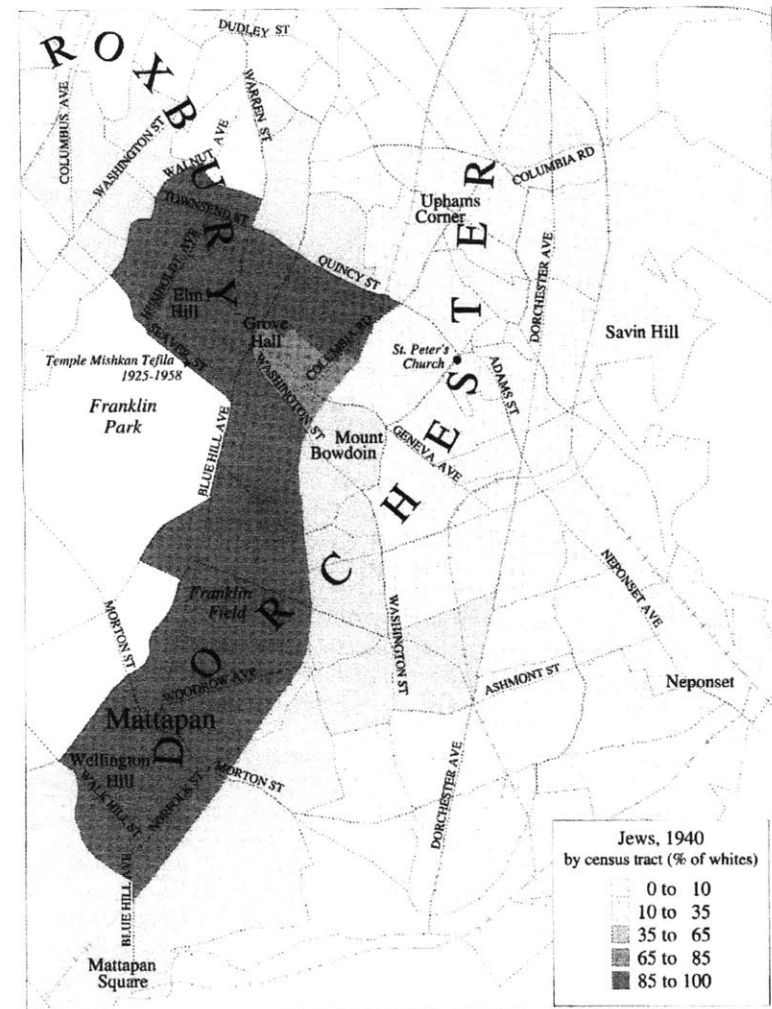 ROXBURY
DUDLEY ST
COLUMBUS AVE
WASHINGTON ST
WARREN ST
WALNUT AVE
TOWNSEND ST
COLUMBIA RD
Uphams
Corner
HUMBOLDT AVE
QUINCY ST
DORCHESTER AVE
Elm
Hill
Grove
Hall
COLUMBIA RD
Savin Hill
SEAVER ST
St. Peter's
Church
Temple Mishkan Tefila
1925-1958
WASHINGTON ST
ADAMS ST
Franklin
Park
Mount
Bowdoin
GENEVA AVE
BLUE HILL AVE
DORCHESTER
NEPONSET AVE
Franklin
Field
MORTON ST
WASHINGTON ST
WOODROW AVE
ASHMONT ST
Neponset
Mattapan
Wellington
Hill
MORTON ST
WALK HILL ST
NORFOLK ST
DORCHESTER AVE
BLUE HILL AVE
Mattapan
Square
Jews, 1940
by census tract (% of whites)
0 to 10
10 to 35
35 to 65
65 to 85
85 to 100